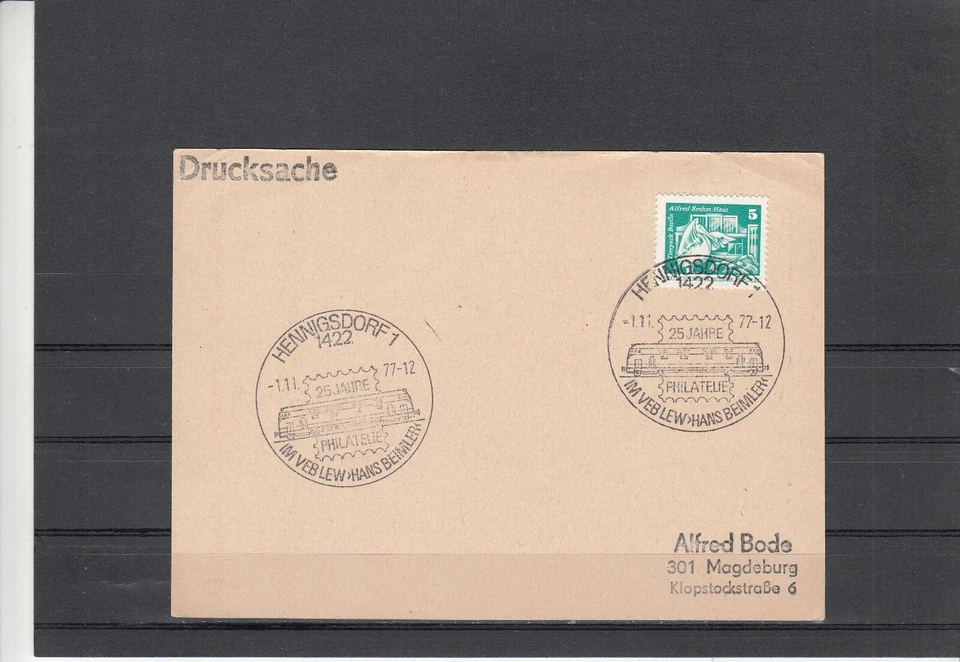 Drucksache
Alfred Brehm-Haus
5
Tierpark Berlin
HENNIGSDORF 1
1422
-1.11. 77-12
25 JAHRE
PHILATELIE
IM VEB LEW ›HANS BEIMLER‹
HENNIGSDORF 1
1422
-1.11. 77-12
25 JAHRE
PHILATELIE
IM VEB LEW ›HANS BEIMLER‹
Alfred Bode
301 Magdeburg
Klopstockstraße 6